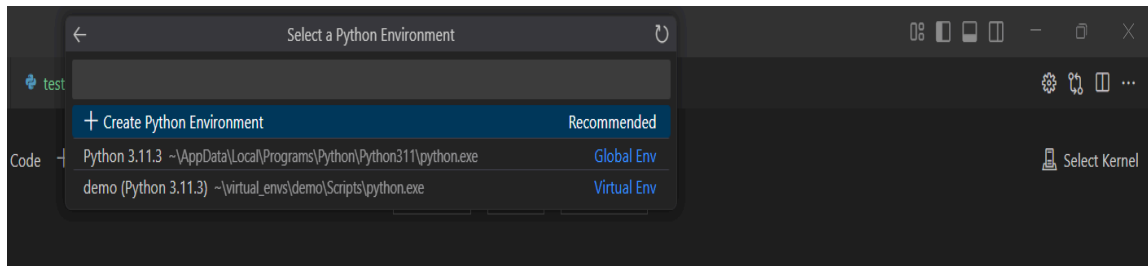 Select a Python Environment
test
Create Python Environment Recommended
Python 3.11.3 ~\AppData\Local\Programs\Python\Python311\python.exe Global Env
Code
Select Kernel
demo (Python 3.11.3) ~\virtual_envs\demo\Scripts\python.exe Virtual Env